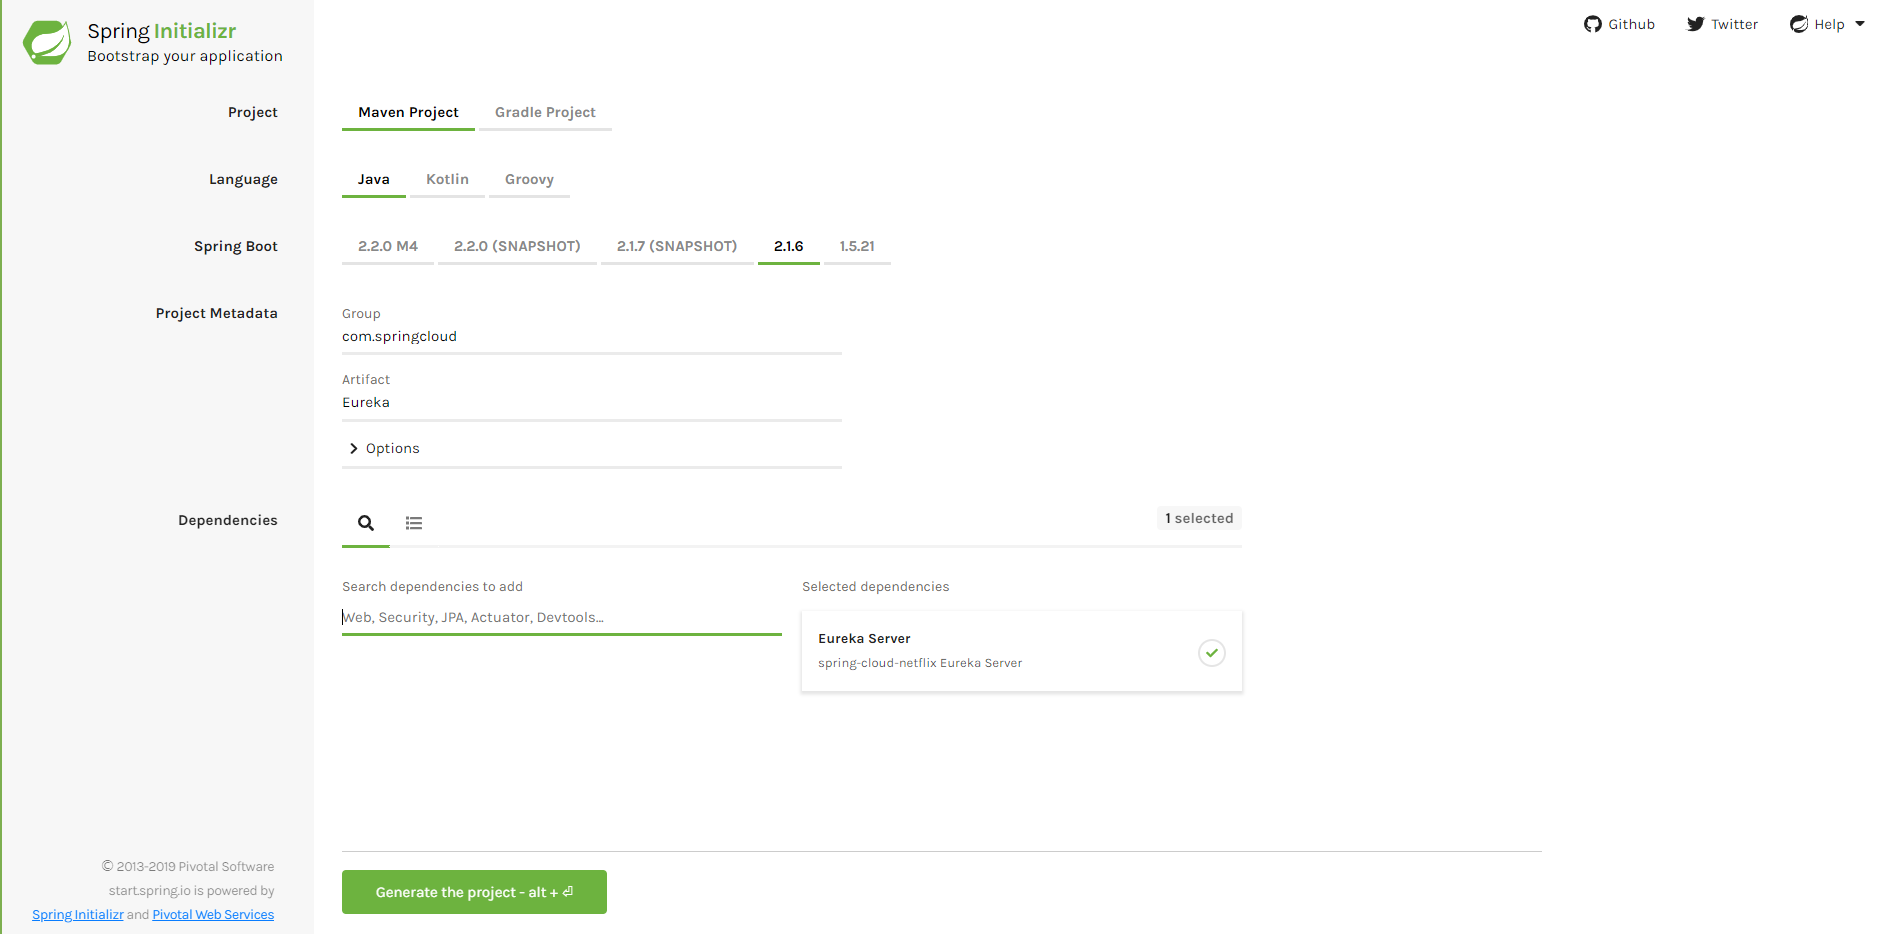 Spring Initializr
Bootstrap your application
Github
Twitter
Help
Project
Maven Project
Gradle Project
Language
Java
Kotlin
Groovy
Spring Boot
2.2.0 M4
2.2.0 (SNAPSHOT)
2.1.7 (SNAPSHOT)
2.1.6
1.5.21
Project Metadata
Group
com.springcloud
Artifact
Eureka
Options
Dependencies
1 selected
Search dependencies to add
Web, Security, JPA, Actuator, Devtools...
Selected dependencies
Eureka Server
spring-cloud-netflix Eureka Server
© 2013-2019 Pivotal Software
start.spring.io is powered by
Spring Initializr and Pivotal Web Services
Generate the project - alt + ⏎